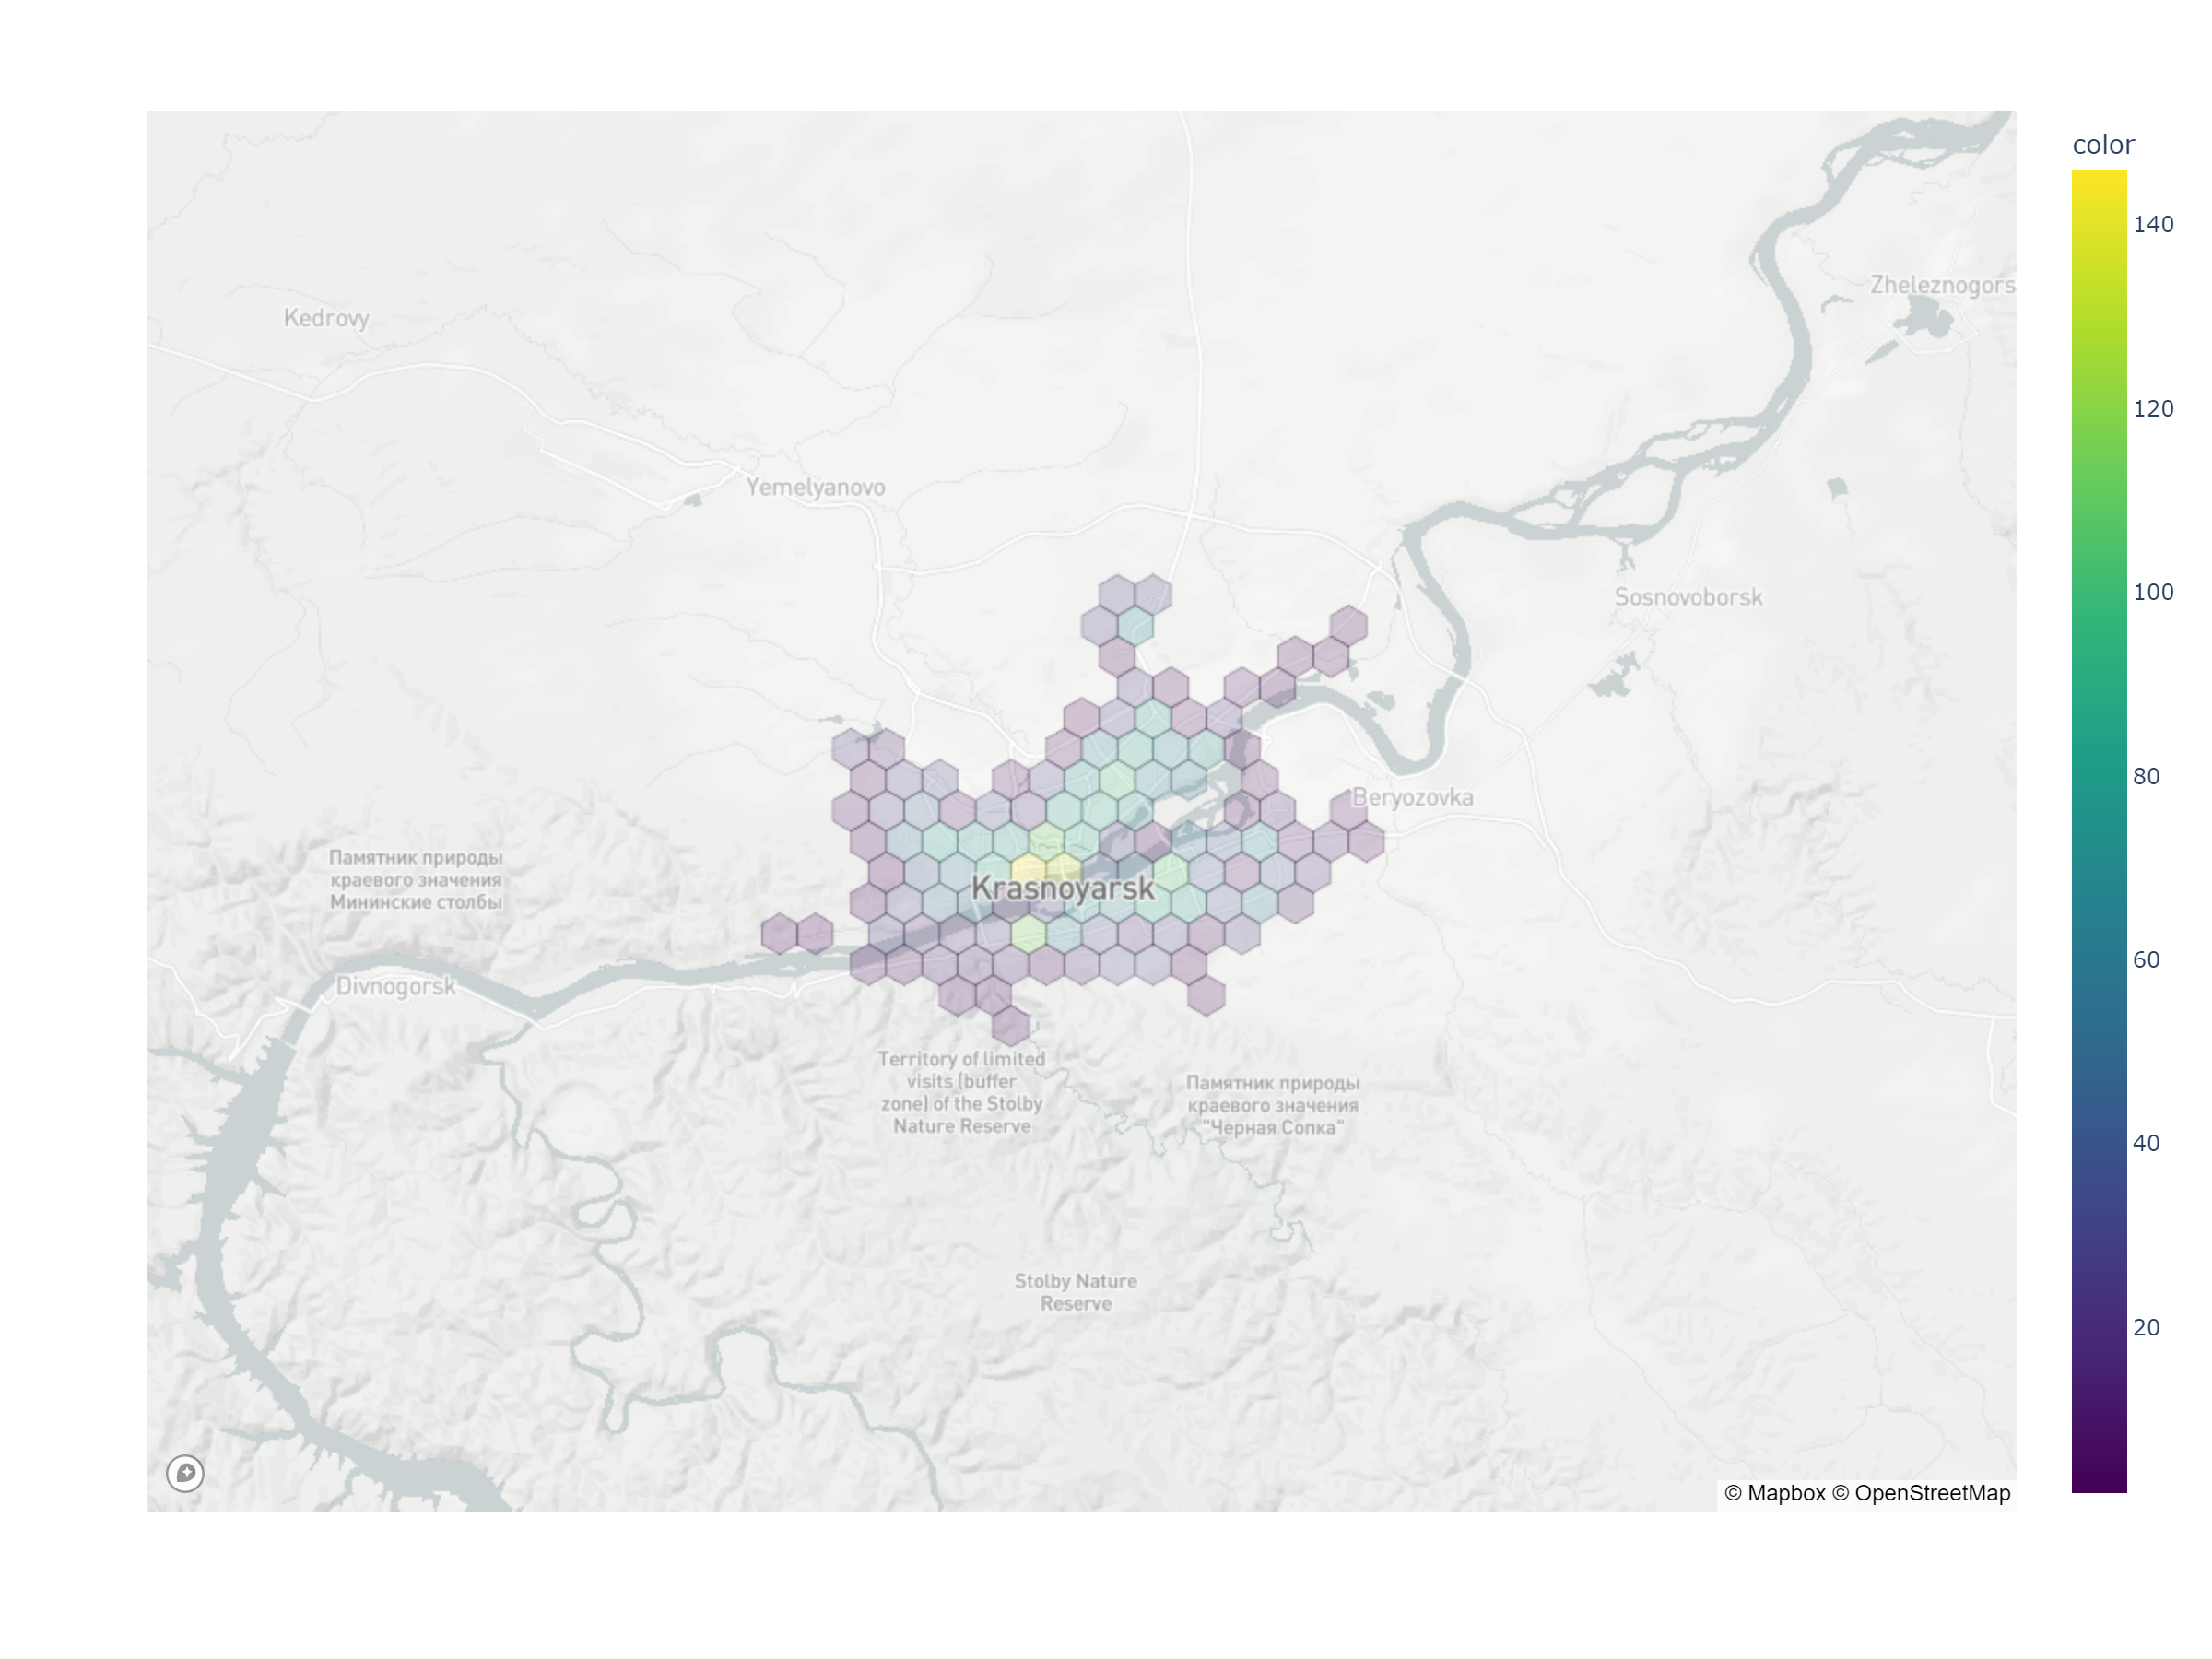 color
140
Zheleznogors
Kedrovy
120
Yemelyanovo
100
Sosnovoborsk
80
Beryozovka
Памятник природы
краевого значения
Мининские столбы
Krasnoyarsk
60
Divnogorsk
Territory of limited
visits (buffer
zone) of the Stolby
Nature Reserve
Памятник природы
краевого значения
"Черная Сопка"
40
Stolby Nature
Reserve
20
© Mapbox © OpenStreetMap